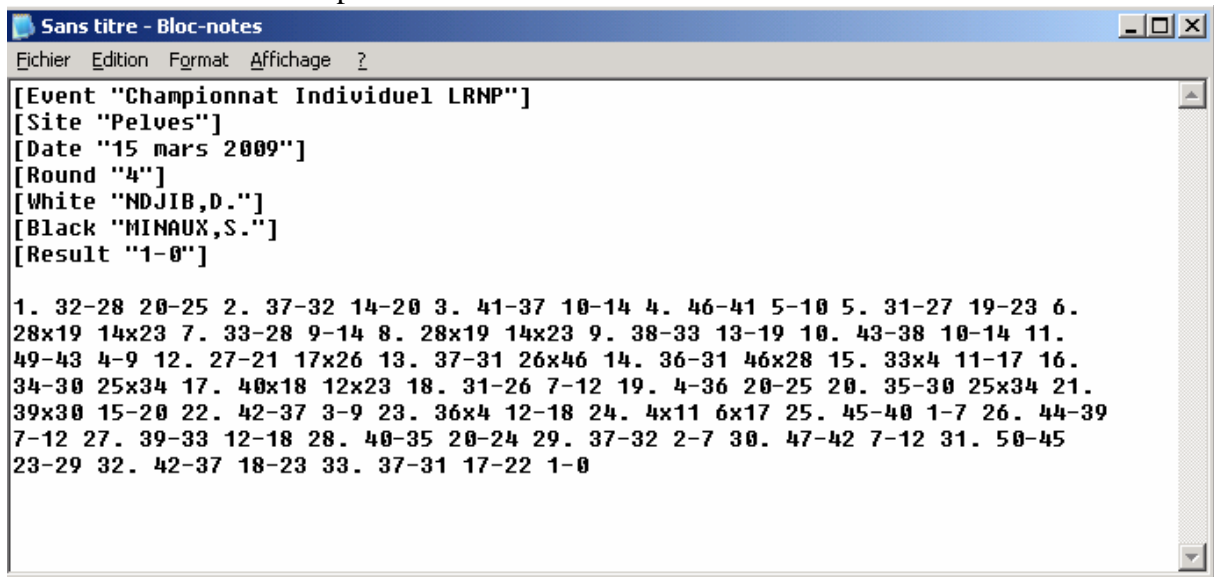 Sans titre - Bloc-notes
Fichier Edition Format Affichage ?
[Event "Championnat Individuel LRNP"]
[Site "Pelves"]
[Date "15 mars 2009"]
[Round "4"]
[White "NDJIB,D."]
[Black "MINAUX,S."]
[Result "1-0"]
1. 32-28 20-25 2. 37-32 14-20 3. 41-37 10-14 4. 46-41 5-10 5. 31-27 19-23 6.
28x19 14x23 7. 33-28 9-14 8. 28x19 14x23 9. 38-33 13-19 10. 43-38 10-14 11.
49-43 4-9 12. 27-21 17x26 13. 37-31 26x46 14. 36-31 46x28 15. 33x4 11-17 16.
34-30 25x34 17. 40x18 12x23 18. 31-26 7-12 19. 4-36 20-25 20. 35-30 25x34 21.
39x30 15-20 22. 42-37 3-9 23. 36x4 12-18 24. 4x11 6x17 25. 45-40 1-7 26. 44-39
7-12 27. 39-33 12-18 28. 40-35 20-24 29. 37-32 2-7 30. 47-42 7-12 31. 50-45
23-29 32. 42-37 18-23 33. 37-31 17-22 1-0